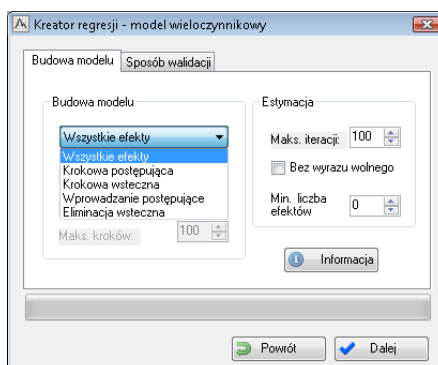 Kreator regresji - model wieloczynnikowy
Budowa modelu
Sposób walidacji
Budowa modelu
Wszystkie efekty
Wszystkie efekty
Krokowa postępująca
Krokowa wsteczna
Wprowadzanie postępujące
Eliminacja wsteczna
Maks. kroków: 100
Estymacja
Maks. iteracji: 100
Bez wyrazu wolnego
Min. liczba
efektów 0
Informacja
Powrót
Dalej